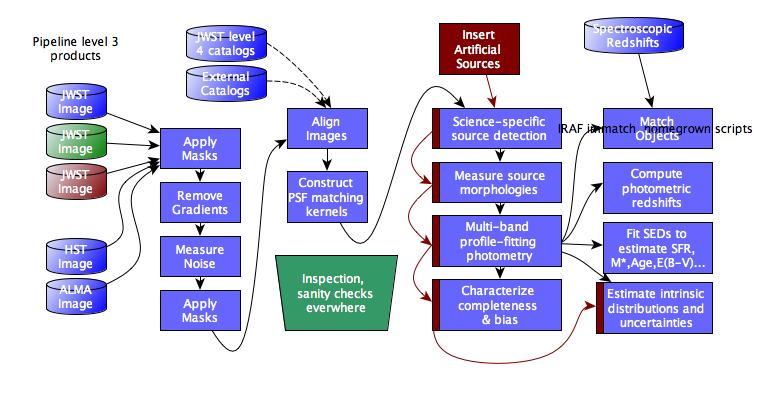 Pipeline level 3
products
JWST level
4 catalogs
External
Catalogs
Insert
Artificial
Sources
Spectroscopic
Redshifts
JWST
Image
JWST
Image
JWST
Image
HST
Image
ALMA
Image
Apply
Masks
Remove
Gradients
Measure
Noise
Apply
Masks
Align
Images
Construct
PSF matching
kernels
Inspection,
sanity checks
everwhere
Science-specific
source detection
Measure source
morphologies
Multi-band
profile-fitting
photometry
Characterize
completeness
& bias
IRAF immatch, homegrown scripts
Match
Objects
Compute
photometric
redshifts
Fit SEDs to
estimate SFR,
M*,Age,E(B-V)...
Estimate intrinsic
distributions and
uncertainties